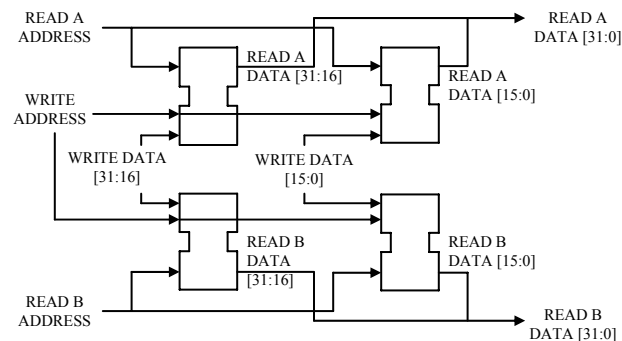 READ A
ADDRESS
READ A
DATA [31:0]
READ A
DATA [31:16]
READ A
DATA [15:0]
WRITE
ADDRESS
WRITE DATA
[31:16]
WRITE DATA
[15:0]
READ B
DATA
[31:16]
READ B
DATA [15:0]
READ B
ADDRESS
READ B
DATA [31:0]